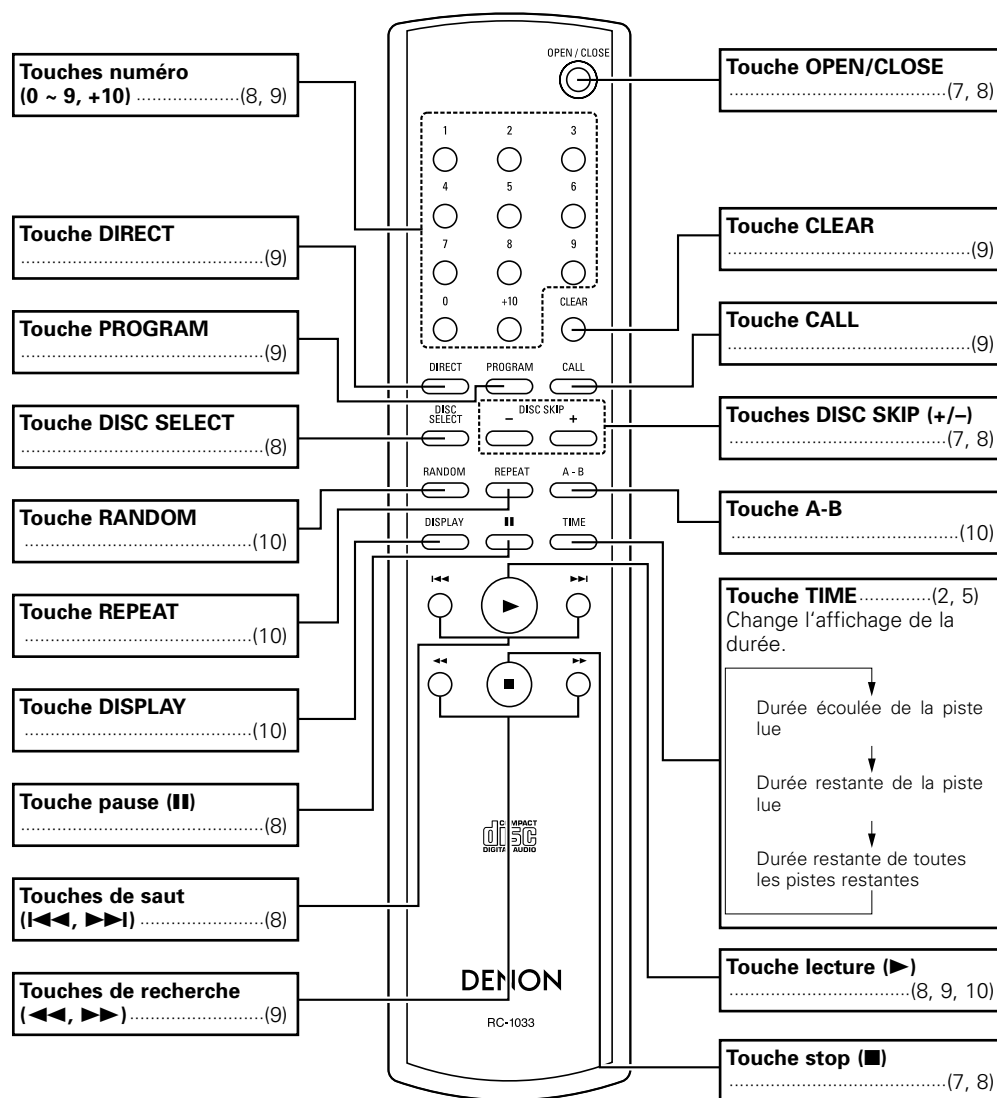 Touches numéro
(0 ~ 9, +10) ....................(8, 9)
Touche DIRECT
..........................................(9)
Touche PROGRAM
..........................................(9)
Touche DISC SELECT
..........................................(8)
Touche RANDOM
........................................(10)
Touche REPEAT
........................................(10)
Touche DISPLAY
........................................(10)
Touche pause (❚❚)
..........................................(8)
Touches de saut
(I◄◄, ►►I) ......................(8)
Touches de recherche
(◄◄, ►►) .......................(9)
OPEN / CLOSE
1 2 3
4 5 6
7 8 9
0 +10 CLEAR
DIRECT PROGRAM CALL
DISC SELECT
DISC SKIP
– +
RANDOM REPEAT A - B
DISPLAY ❚❚ TIME
I◄◄ ► ►►I
◄◄ ■ ►►
COMPACT
disc
DIGITAL AUDIO
DENON
RC-1033
Touche OPEN/CLOSE
......................................(7, 8)
Touche CLEAR
..........................................(9)
Touche CALL
..........................................(9)
Touches DISC SKIP (+/–)
......................................(7, 8)
Touche A-B
........................................(10)
Touche TIME.............(2, 5)
Change l'affichage de la
durée.
Durée écoulée de la piste
lue
Durée restante de la piste
lue
Durée restante de toutes
les pistes restantes
Touche lecture (►)
................................(8, 9, 10)
Touche stop (■)
......................................(7, 8)